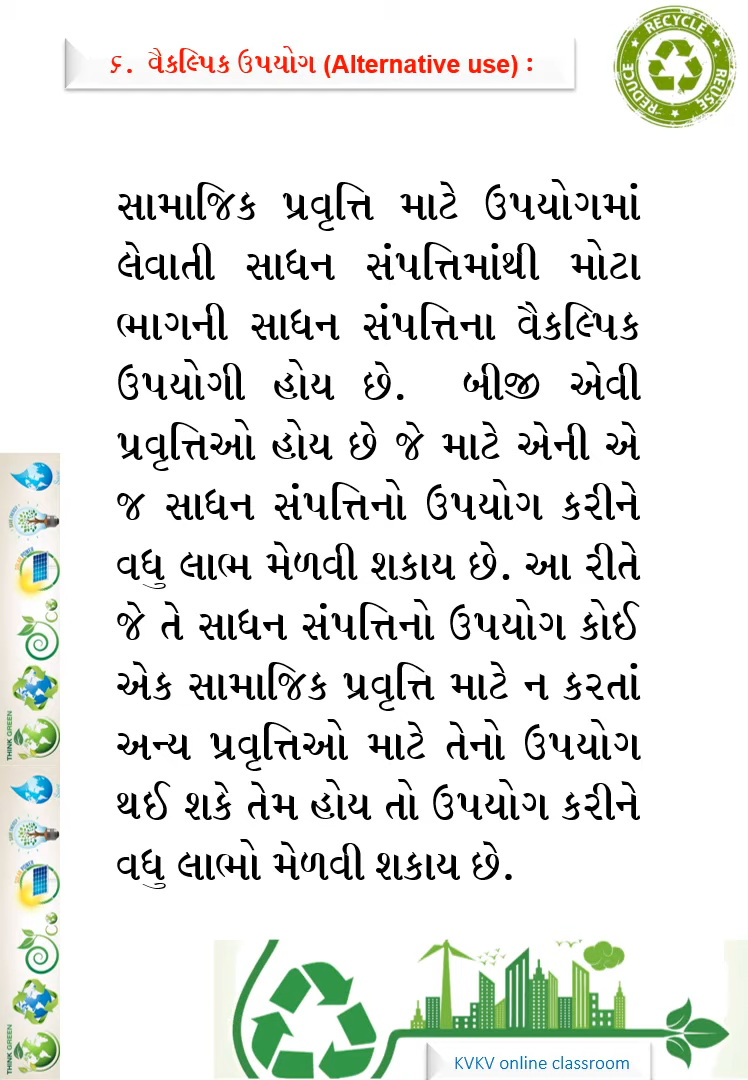 ૬. વૈકલ્પિક ઉપયોગ (Alternative use) :
RECYCLE
REDUCE
REUSE
સામાજિક પ્રવૃત્તિ માટે ઉપયોગમાં
લેવાતી સાધન સંપત્તિમાંથી મોટા
ભાગની સાધન સંપત્તિના વૈકલ્પિક
ઉપયોગી હોય છે. બીજી એવી
પ્રવૃત્તિઓ હોય છે જે માટે એની એ
જ સાધન સંપત્તિનો ઉપયોગ કરીને
વધુ લાભ મેળવી શકાય છે. આ રીતે
જે તે સાધન સંપત્તિનો ઉપયોગ કોઈ
એક સામાજિક પ્રવૃત્તિ માટે ન કરતાં
અન્ય પ્રવૃત્તિઓ માટે તેનો ઉપયોગ
થઈ શકે તેમ હોય તો ઉપયોગ કરીને
વધુ લાભો મેળવી શકાય છે.
THINK GREEN
THINK GREEN
KVKV online classroom